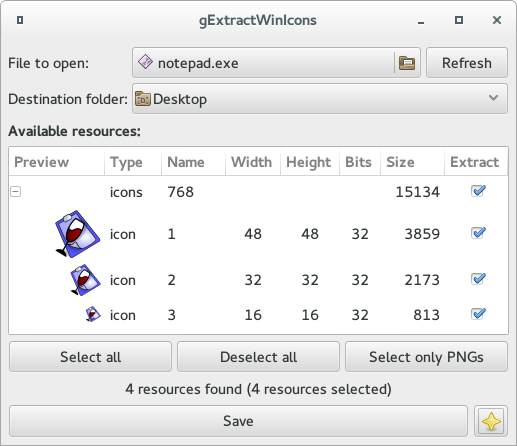 gExtractWinIcons
File to open: notepad.exe Refresh
Destination folder: Desktop
Available resources:
Preview Type Name Width Height Bits Size Extract
icons 768 15134
icon 1 48 48 32 3859
icon 2 32 32 32 2173
icon 3 16 16 32 813
Select all Deselect all Select only PNGs
4 resources found (4 resources selected)
Save